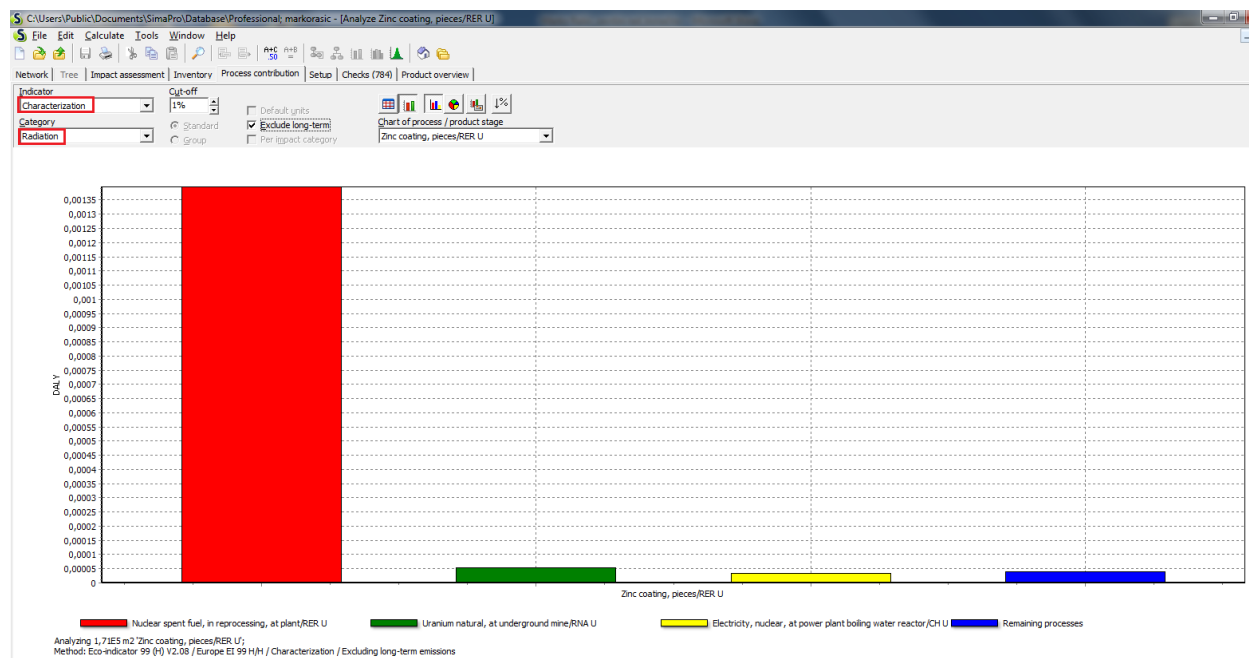 C:\Users\Public\Documents\SimaPro\Database\Professional; markorasic - [Analyze Zinc coating, pieces/RER U]
File Edit Calculate Tools Window Help
A+C .50 A+B =
Network Tree Impact assessment Inventory Process contribution Setup Checks (784) Product overview
Indicator Cut-off
Characterization 1% Default units
Category Standard Exclude long-term Chart of process / product stage
Radiation Group Per impact category Zinc coating, pieces/RER U
0,00135
0,0013
0,00125
0,0012
0,00115
0,0011
0,00105
0,001
0,00095
0,0009
0,00085
0,0008
0,00075
0,0007
0,00065
0,0006
0,00055
0,0005
0,00045
0,0004
0,00035
0,0003
0,00025
0,0002
0,00015
0,0001
0,00005
0
DALY
Zinc coating, pieces/RER U
Nuclear spent fuel, in reprocessing, at plant/RER U Uranium natural, at underground mine/RNA U Electricity, nuclear, at power plant boiling water reactor/CH U Remaining processes
Analyzing 1,71E5 m2 'Zinc coating, pieces/RER U';
Method: Eco-indicator 99 (H) V2.08 / Europe EI 99 H/H / Characterization / Excluding long-term emissions